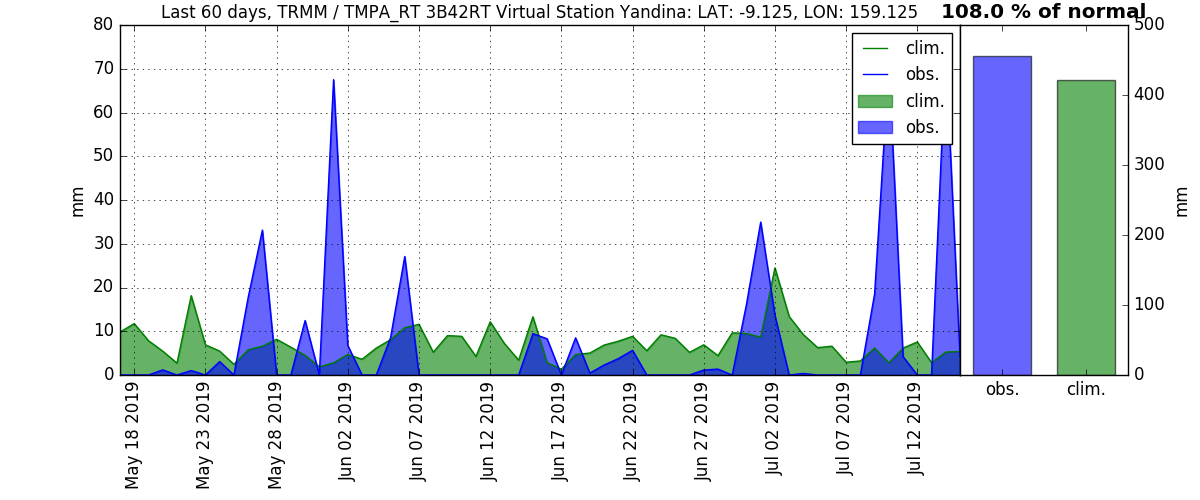 Last 60 days, TRMM / TMPA_RT 3B42RT Virtual Station Yandina: LAT: -9.125, LON: 159.125
108.0 % of normal
80
70
60
50
40
30
20
10
0
mm
clim.
obs.
clim.
obs.
May 18 2019
May 23 2019
May 28 2019
Jun 02 2019
Jun 07 2019
Jun 12 2019
Jun 17 2019
Jun 22 2019
Jun 27 2019
Jul 02 2019
Jul 07 2019
Jul 12 2019
500
400
300
200
100
0
mm
obs.
clim.